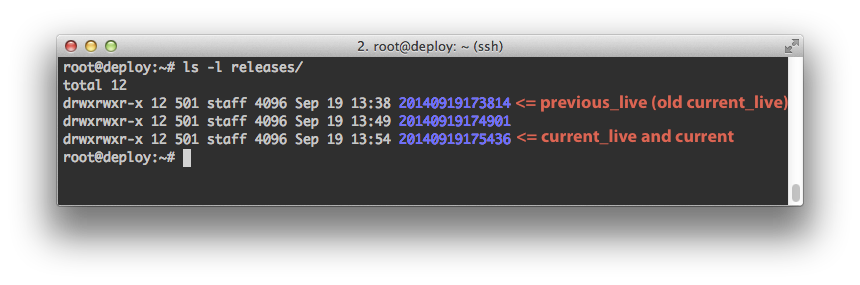 2. root@deploy: ~ (ssh)
root@deploy:~# ls -l releases/
total 12
drwxrwxr-x 12 501 staff 4096 Sep 19 13:38 20140919173814 <= previous_live (old current_live)
drwxrwxr-x 12 501 staff 4096 Sep 19 13:49 20140919174901
drwxrwxr-x 12 501 staff 4096 Sep 19 13:54 20140919175436 <= current_live and current
root@deploy:~#